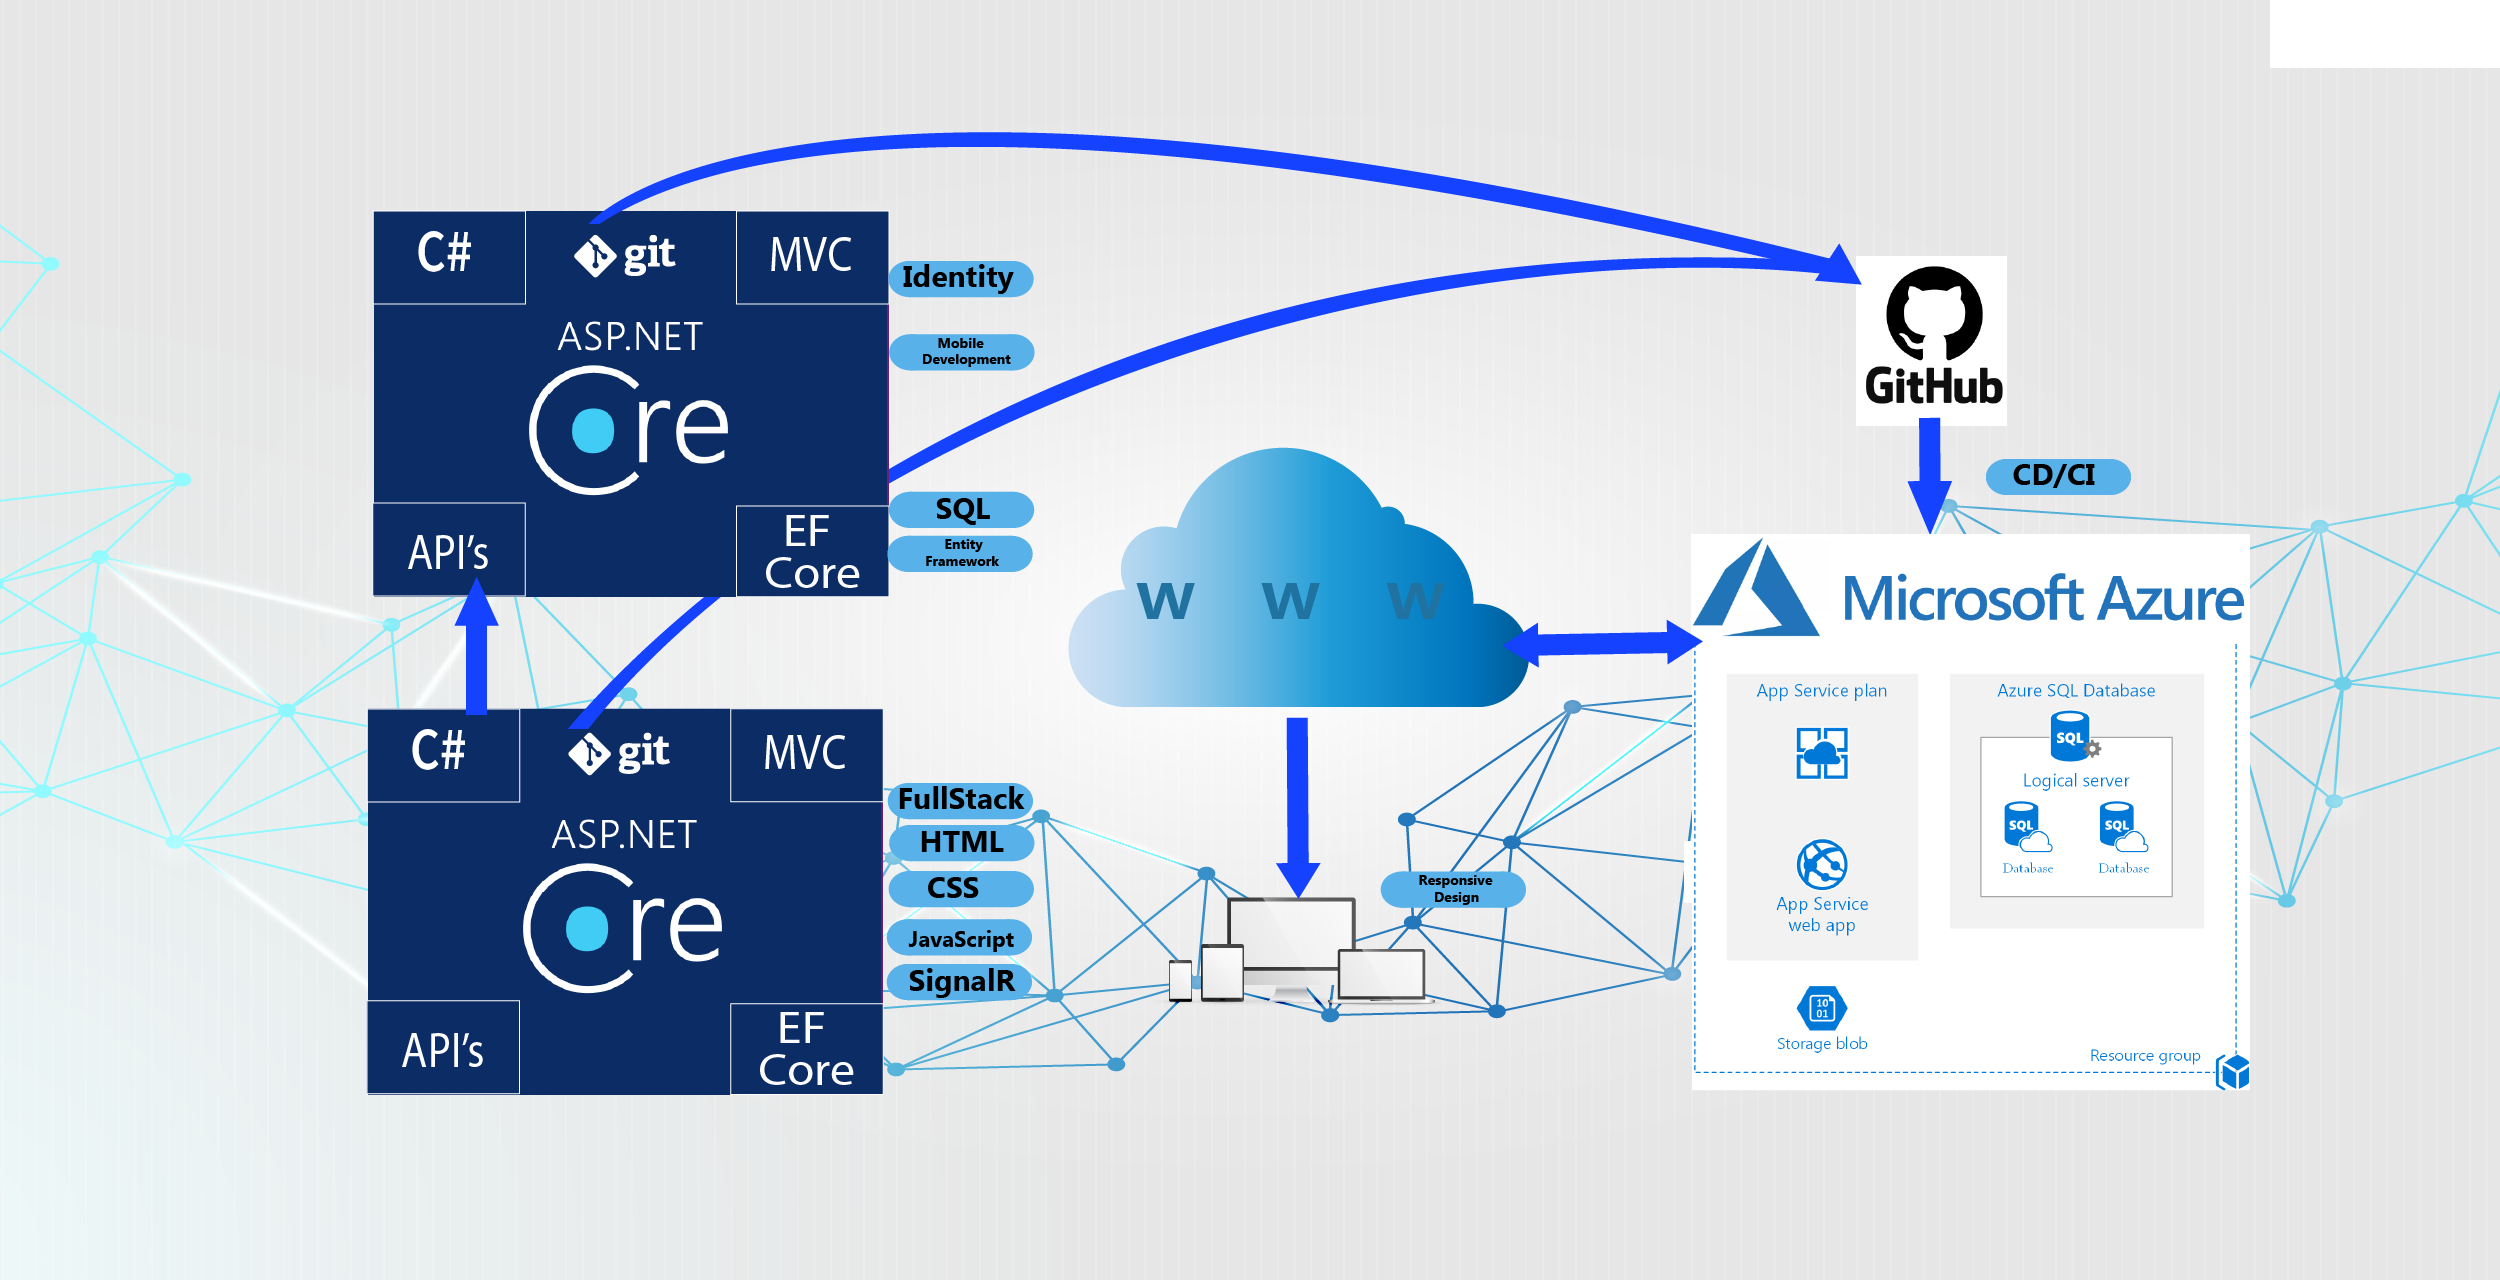 C#
git
MVC
ASP.NET
Core
API's
EF
Core
Identity
Mobile
Development
SQL
Entity
Framework
C#
git
MVC
ASP.NET
Core
API's
EF
Core
FullStack
HTML
CSS
JavaScript
SignalR
W W W
Responsive
Design
GitHub
CD/CI
Microsoft Azure
App Service plan
App Service
web app
10
01
Storage blob
Azure SQL Database
SQL
Logical server
SQL SQL
Database Database
Resource group